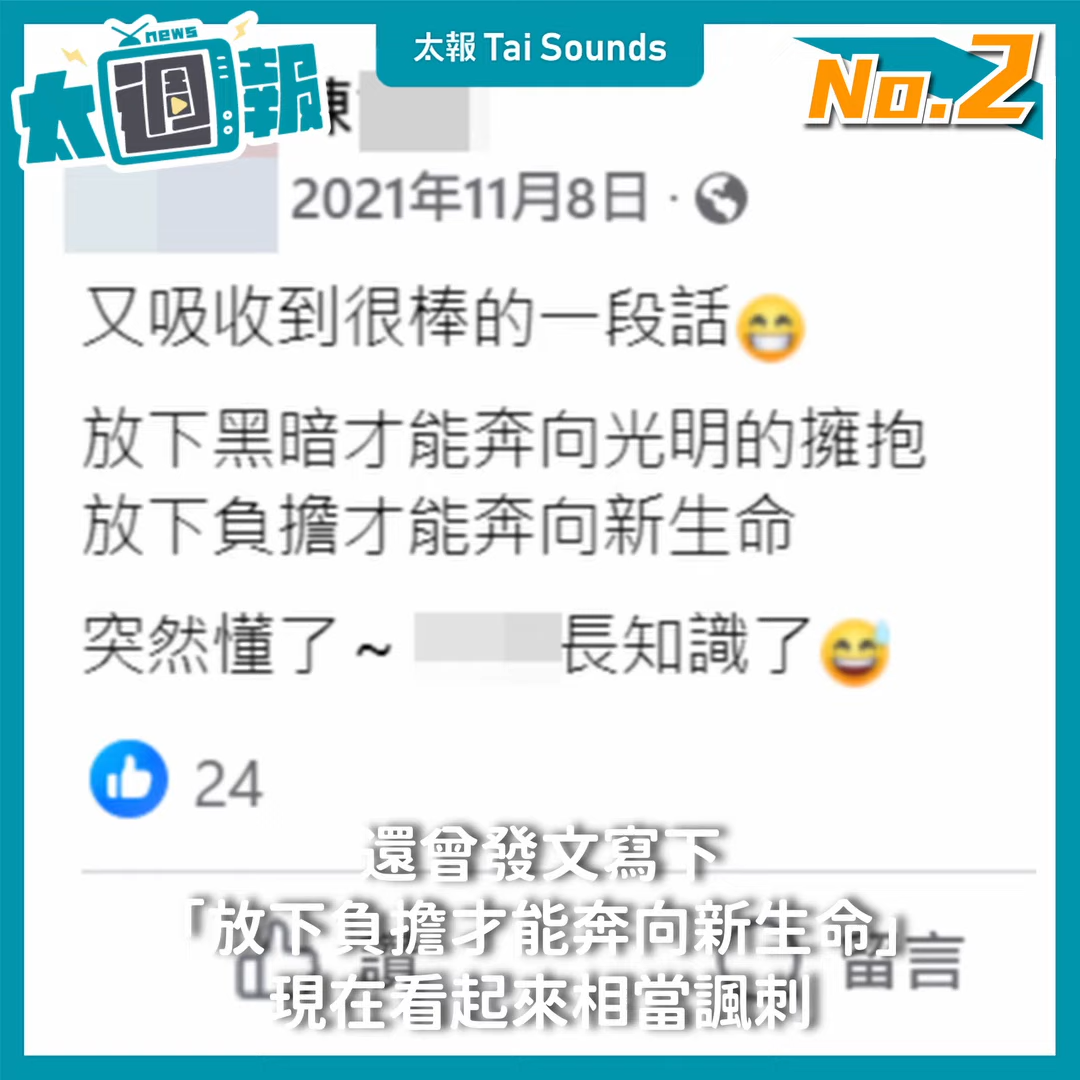 news
太週報
太報 Tai Sounds
No.2
2021年11月8日
又吸收到很棒的一段話😁
放下黑暗才能奔向光明的擁抱
放下負擔才能奔向新生命
突然懂了~ 長知識了😅
24
還曾發文寫下
「放下負擔才能奔向新生命」
讚 留言
現在看起來相當諷刺